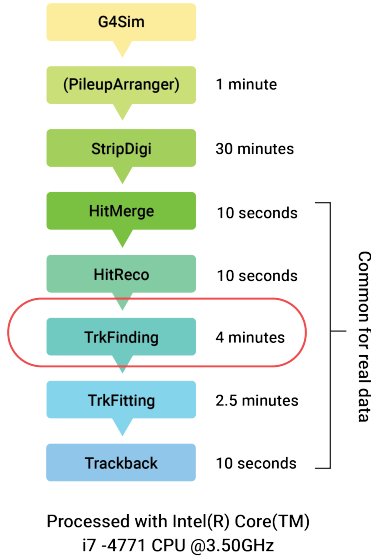 G4Sim
(PileupArranger) 1 minute
StripDigi 30 minutes
HitMerge 10 seconds
HitReco 10 seconds
TrkFinding 4 minutes
TrkFitting 2.5 minutes
Trackback 10 seconds
Common for real data
Processed with Intel(R) Core(TM)
i7 -4771 CPU @3.50GHz